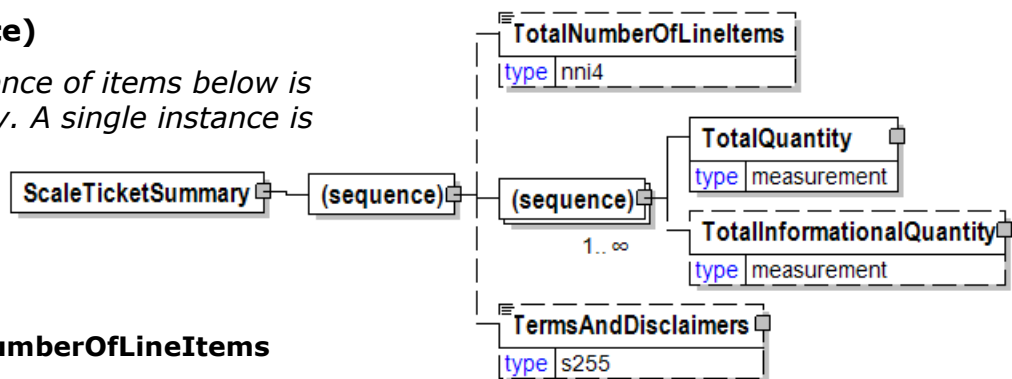 ce)
nce of items below is
y. A single instance is
umberOfLineItems
ScaleTicketSummary
(sequence)
TotalNumberOfLineItems
type nni4
(sequence)
1.. ∞
TotalQuantity
type measurement
TotalInformationalQuantity
type measurement
TermsAndDisclaimers
type s255